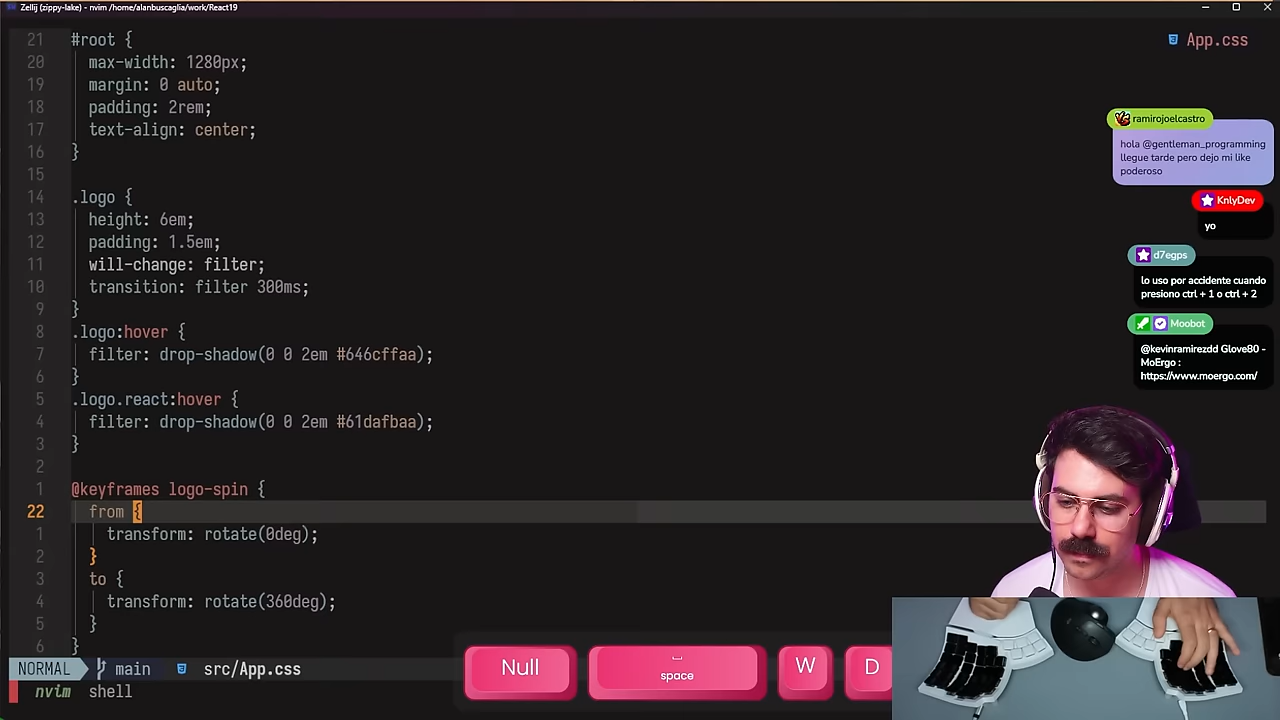 Zellij (zippy-lake) - nvim /home/alanbuscaglia/work/React19
App.css
21 #root {
20 max-width: 1280px;
19 margin: 0 auto;
18 padding: 2rem;
17 text-align: center;
16 }
15
14 .logo {
13 height: 6em;
12 padding: 1.5em;
11 will-change: filter;
10 transition: filter 300ms;
9 }
8 .logo:hover {
7 filter: drop-shadow(0 0 2em #646cffaa);
6 }
5 .logo.react:hover {
4 filter: drop-shadow(0 0 2em #61dafbaa);
3 }
2
1 @keyframes logo-spin {
22 from {
1 transform: rotate(0deg);
2 }
3 to {
4 transform: rotate(360deg);
5 }
6 }
NORMAL main src/App.css
nvim shell
ramirojoelcastro
hola @gentleman_programming
llegue tarde pero dejo mi like
poderoso
KnlyDev
yo
d7egps
lo uso por accidente cuando
presiono ctrl + 1 o ctrl + 2
Moobot
@kevinramirezdd Glove80 -
MoErgo :
https://www.moergo.com/
Null
space
W
D